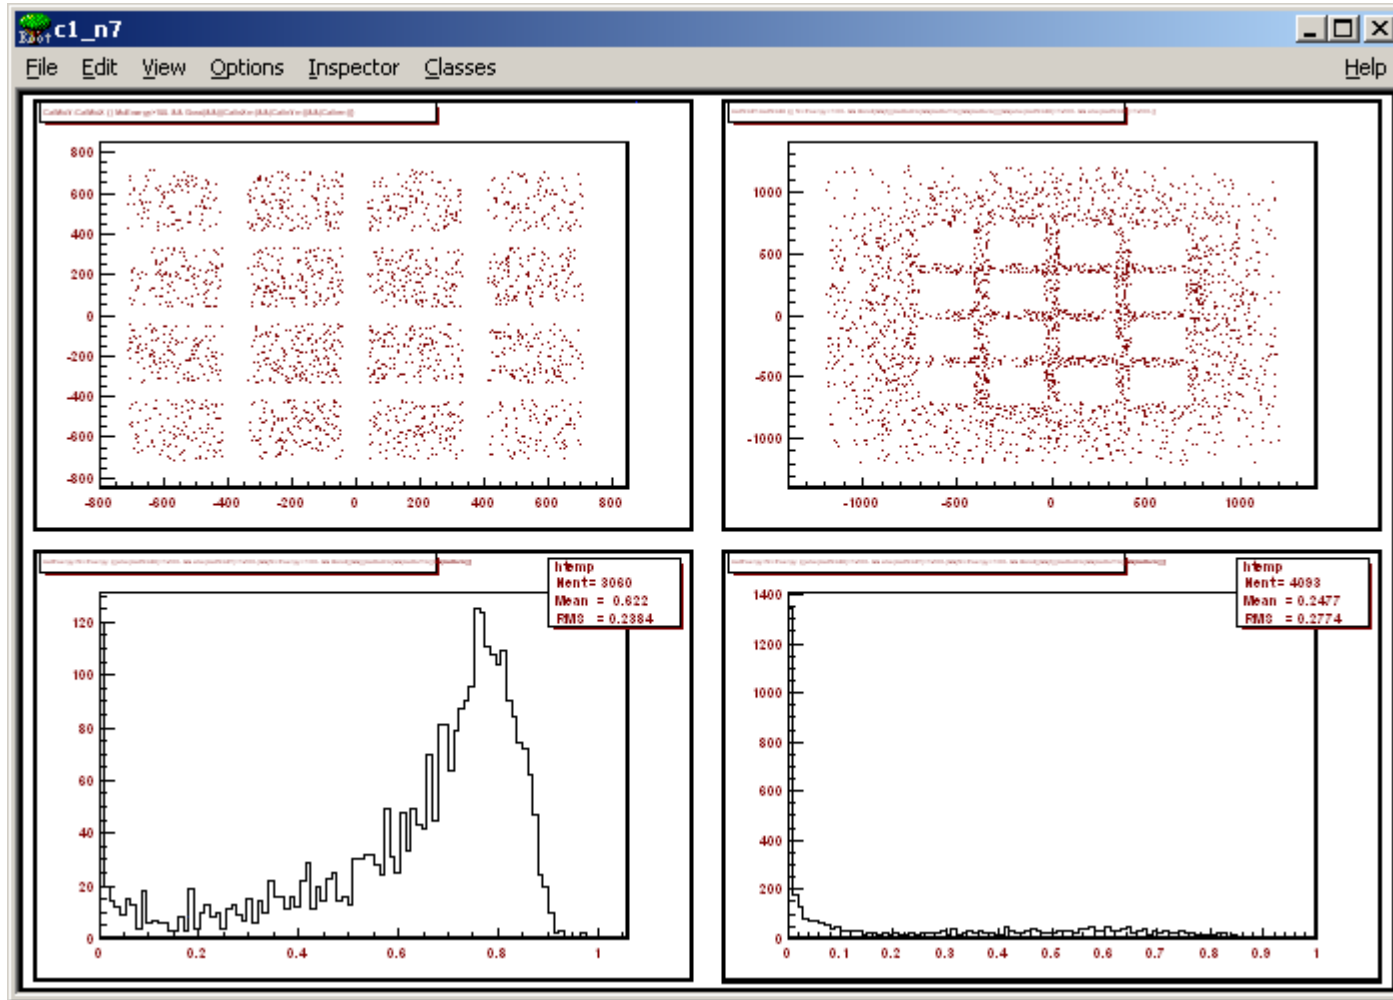 c1_n7
File Edit View Options Inspector Classes Help
800
600
400
200
0
-200
-400
-600
-800
-800 -600 -400 -200 0 200 400 600 800
1000
500
0
-500
-1000
-1000 -500 0 500 1000
htemp
Nent= 3060
Mean = 0.622
RMS = 0.2384
120
100
80
60
40
20
0
0 0.2 0.4 0.6 0.8 1
htemp
Nent= 4093
Mean = 0.2477
RMS = 0.2774
1400
1200
1000
800
600
400
200
0
0 0.1 0.2 0.3 0.4 0.5 0.6 0.7 0.8 0.9 1